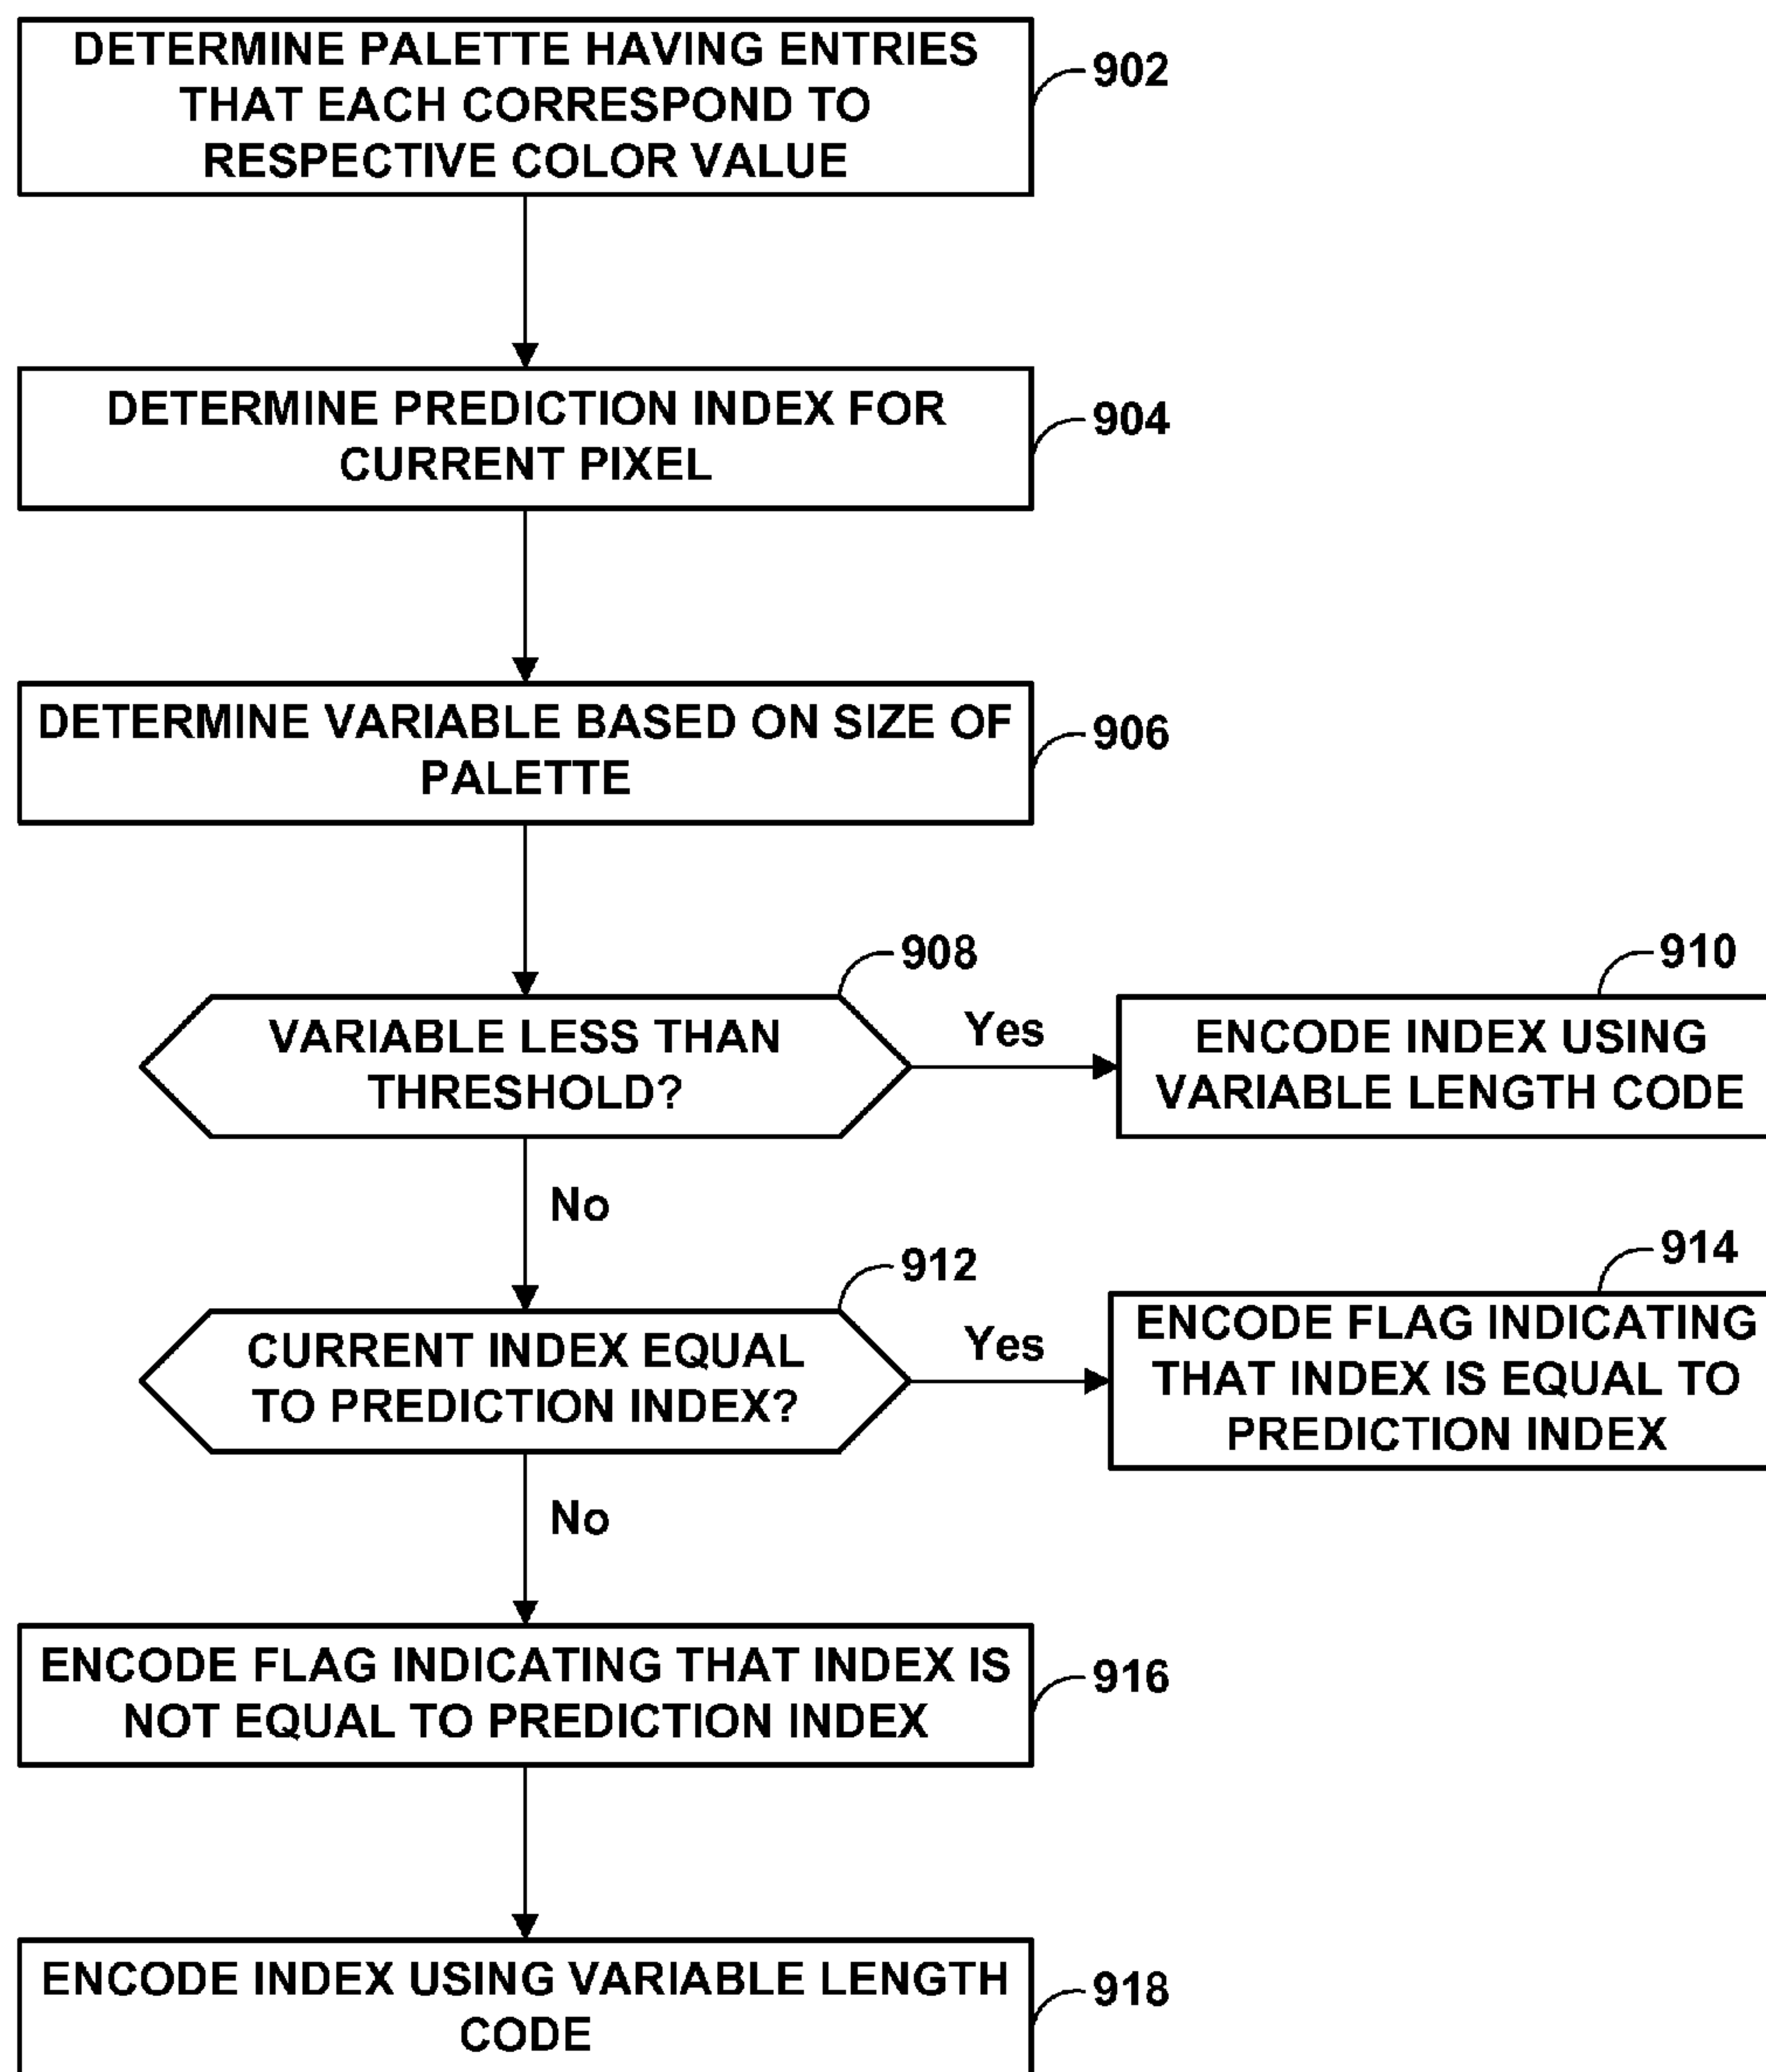 DETERMINE PALETTE HAVING ENTRIES
THAT EACH CORRESPOND TO
RESPECTIVE COLOR VALUE
902
DETERMINE PREDICTION INDEX FOR
CURRENT PIXEL
904
DETERMINE VARIABLE BASED ON SIZE OF
PALETTE
906
908
VARIABLE LESS THAN
THRESHOLD?
Yes
910
ENCODE INDEX USING
VARIABLE LENGTH CODE
No
912
CURRENT INDEX EQUAL
TO PREDICTION INDEX?
Yes
914
ENCODE FLAG INDICATING
THAT INDEX IS EQUAL TO
PREDICTION INDEX
No
ENCODE FLAG INDICATING THAT INDEX IS
NOT EQUAL TO PREDICTION INDEX
916
ENCODE INDEX USING VARIABLE LENGTH
CODE
918